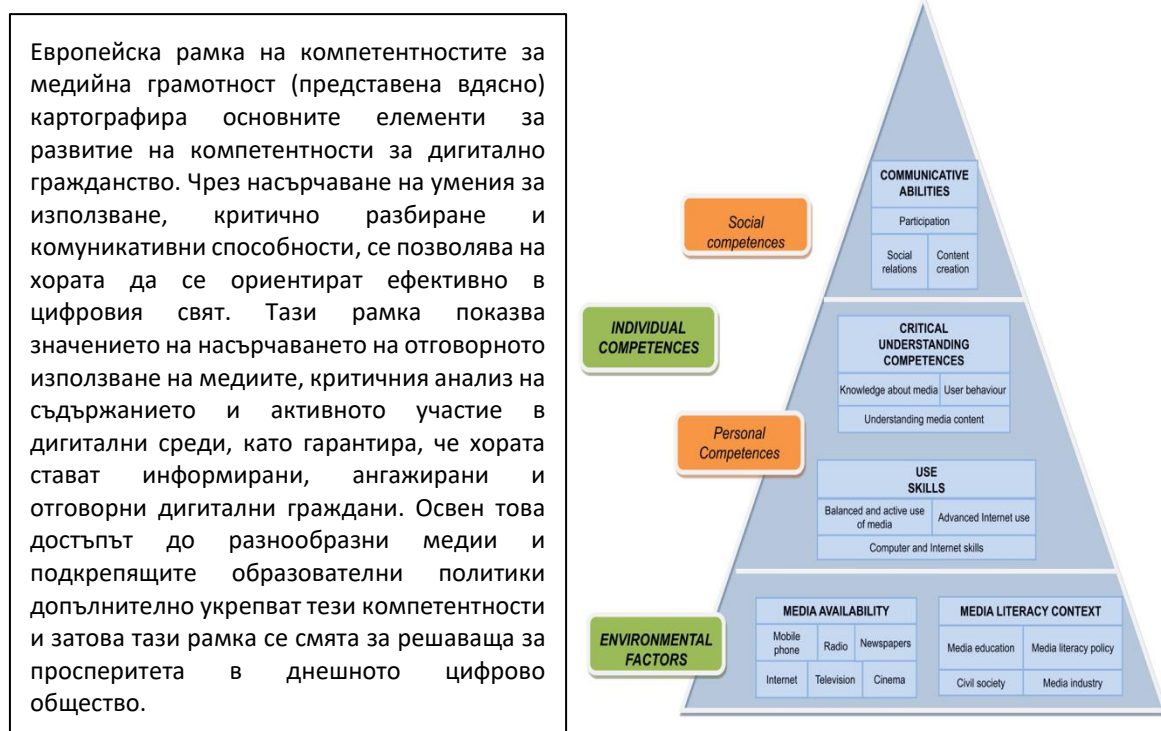 Европейска рамка на компетентностите за
медийна грамотност (представена вдясно)
картографира основните елементи за
развитие на компетентности за дигитално
гражданство. Чрез насърчаване на умения за
използване, критично разбиране и
комуникативни способности, се позволява на
хората да се ориентират ефективно в
цифровия свят. Тази рамка показва
значението на насърчаването на отговорното
използване на медиите, критичния анализ на
съдържанието и активното участие в
дигитални среди, като гарантира, че хората
стават информирани, ангажирани и
отговорни дигитални граждани. Освен това
достъпът до разнообразни медии и
подкрепящите образователни политики
допълнително укрепват тези компетентности
и затова тази рамка се смята за решаваща за
просперитета в днешното цифрово
общество.
COMMUNICATIVE
ABILITIES
Participation
Social
relations
Content
creation
Social
competences
INDIVIDUAL
COMPETENCES
CRITICAL
UNDERSTANDING
COMPETENCES
Knowledge about media
User behaviour
Understanding media content
Personal
Competences
USE
SKILLS
Balanced and active use
of media
Advanced Internet use
Computer and Internet skills
ENVIRONMENTAL
FACTORS
MEDIA AVAILABILITY
Mobile
phone
Radio
Newspapers
Internet
Television
Cinema
MEDIA LITERACY CONTEXT
Media education
Media literacy policy
Civil society
Media industry